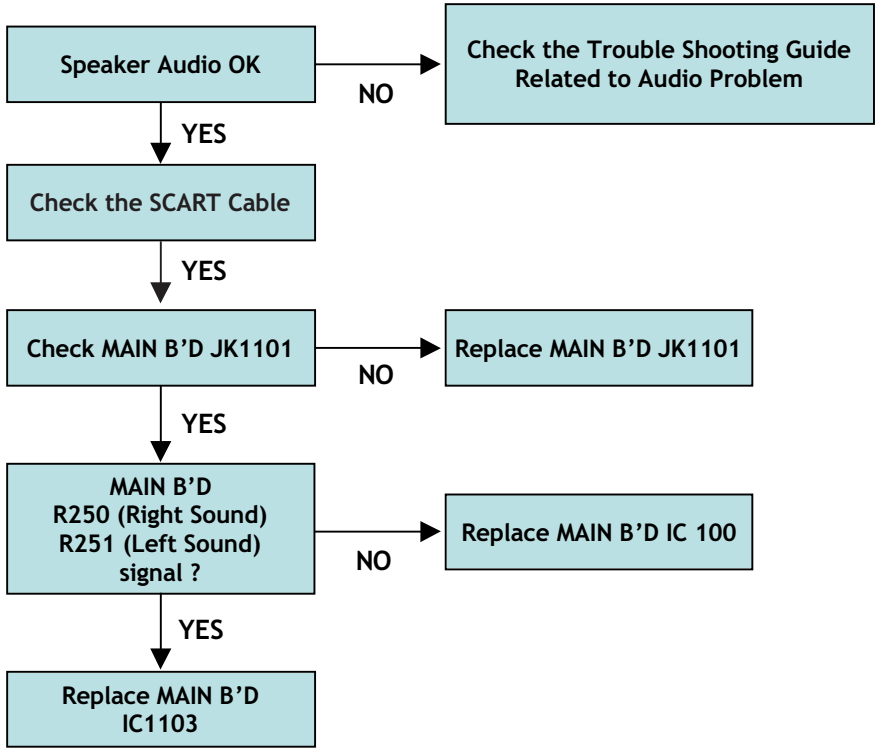 Speaker Audio OK
NO
Check the Trouble Shooting Guide
Related to Audio Problem
YES
Check the SCART Cable
YES
Check MAIN B’D JK1101
NO
Replace MAIN B’D JK1101
YES
MAIN B’D
R250 (Right Sound)
R251 (Left Sound)
signal ?
NO
Replace MAIN B’D IC 100
YES
Replace MAIN B’D
IC1103